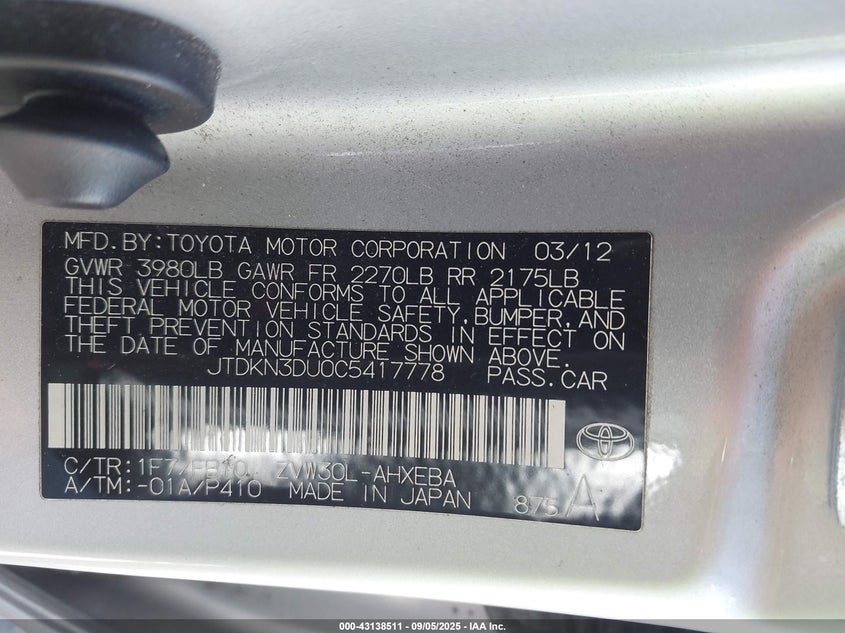 MFD.BY:TOYOTA MOTOR CORPORATION 03/12
GVWR 3980LB GAWR FR 2270LB RR 2175LB
THIS VEHICLE CONFORMS TO ALL APPLICABLE
FEDERAL MOTOR VEHICLE SAFETY,BUMPER,AND
THEFT PREVENTION STANDARDS IN EFFECT ON
THE DATE OF MANUFACTURE SHOWN ABOVE.
JTDKN3DU0C5417778 PASS.CAR
C/TR:1F7/FB10 ZVW30L-AHXEBA
A/TM:-01A/P410 MADE IN JAPAN 875 A
000-43138511 - 09/05/2025 - IAA Inc.